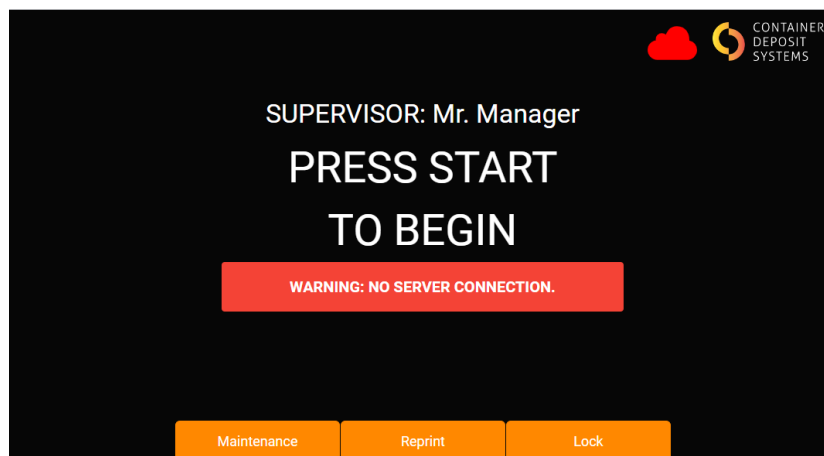 CONTAINER
DEPOSIT
SYSTEMS
SUPERVISOR: Mr. Manager
PRESS START
TO BEGIN
WARNING: NO SERVER CONNECTION.
Maintenance
Reprint
Lock